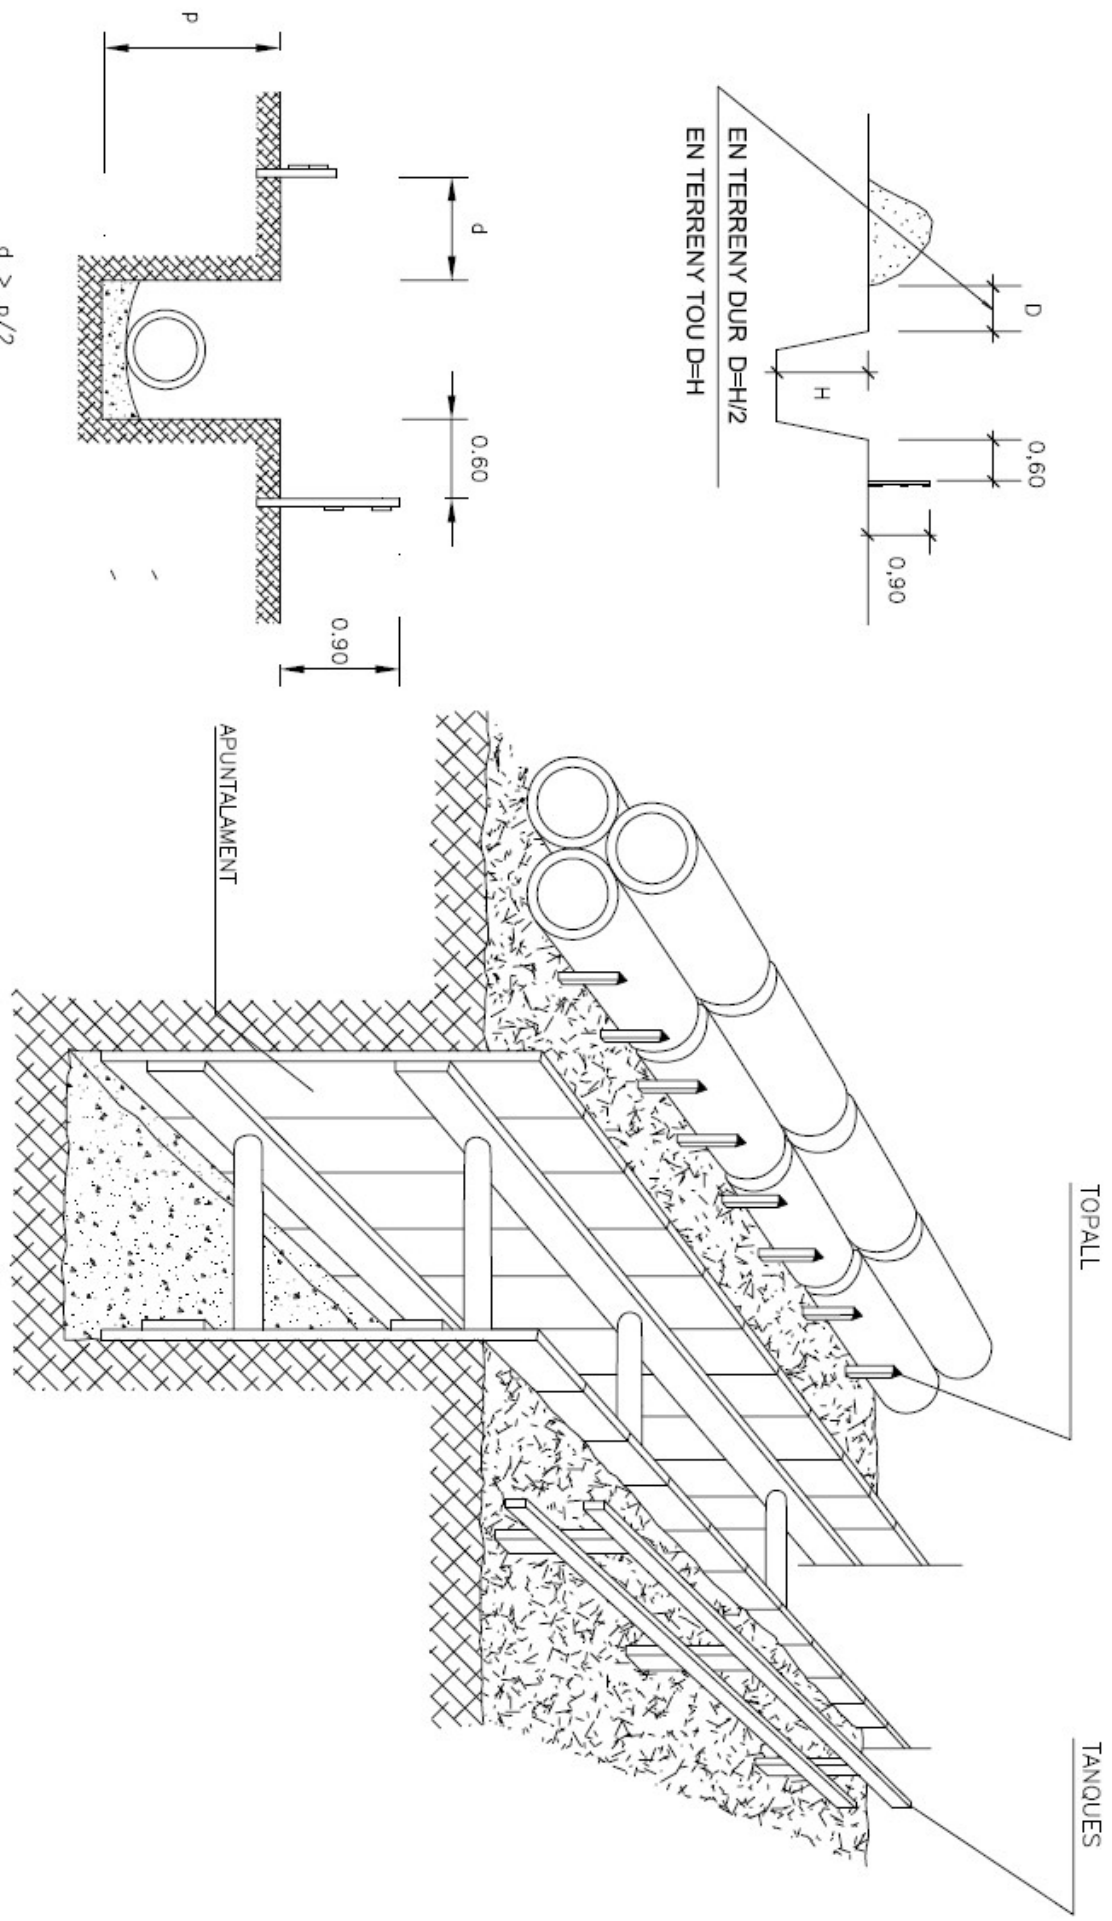 D
0,60
H
0,90
EN TERRENY DUR D=H/2
EN TERRENY TOU D=H
d
0.60
P
0.90
d > P/2
TOPALL
TANQUES
APUNTALAMENT